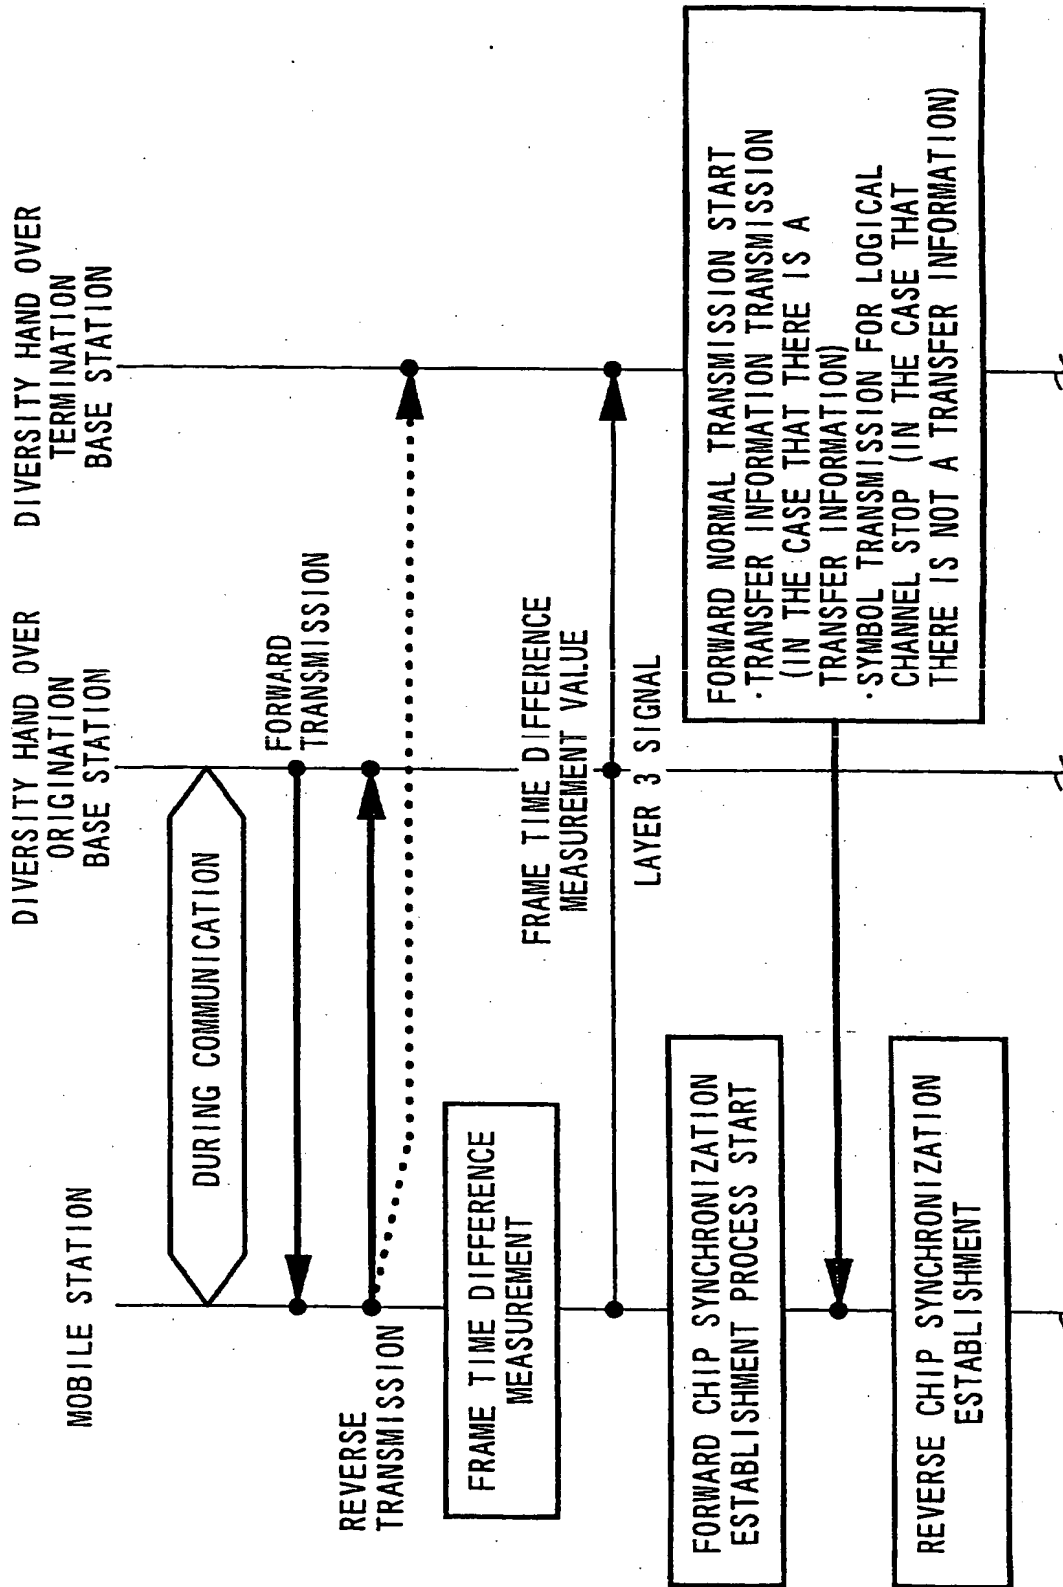 MOBILE STATION
DIVERSITY HAND OVER
ORIGINATION
BASE STATION
DIVERSITY HAND OVER
TERMINATION
BASE STATION
DURING COMMUNICATION
FORWARD
TRANSMISSION
REVERSE
TRANSMISSION
FRAME TIME DIFFERENCE
MEASUREMENT
FRAME TIME DIFFERENCE
MEASUREMENT VALUE
LAYER 3 SIGNAL
FORWARD CHIP SYNCHRONIZATION
ESTABLISHMENT PROCESS START
FORWARD NORMAL TRANSMISSION START
·TRANSFER INFORMATION TRANSMISSION
(IN THE CASE THAT THERE IS A
TRANSFER INFORMATION)
·SYMBOL TRANSMISSION FOR LOGICAL
CHANNEL STOP (IN THE CASE THAT
THERE IS NOT A TRANSFER INFORMATION)
REVERSE CHIP SYNCHRONIZATION
ESTABLISHMENT